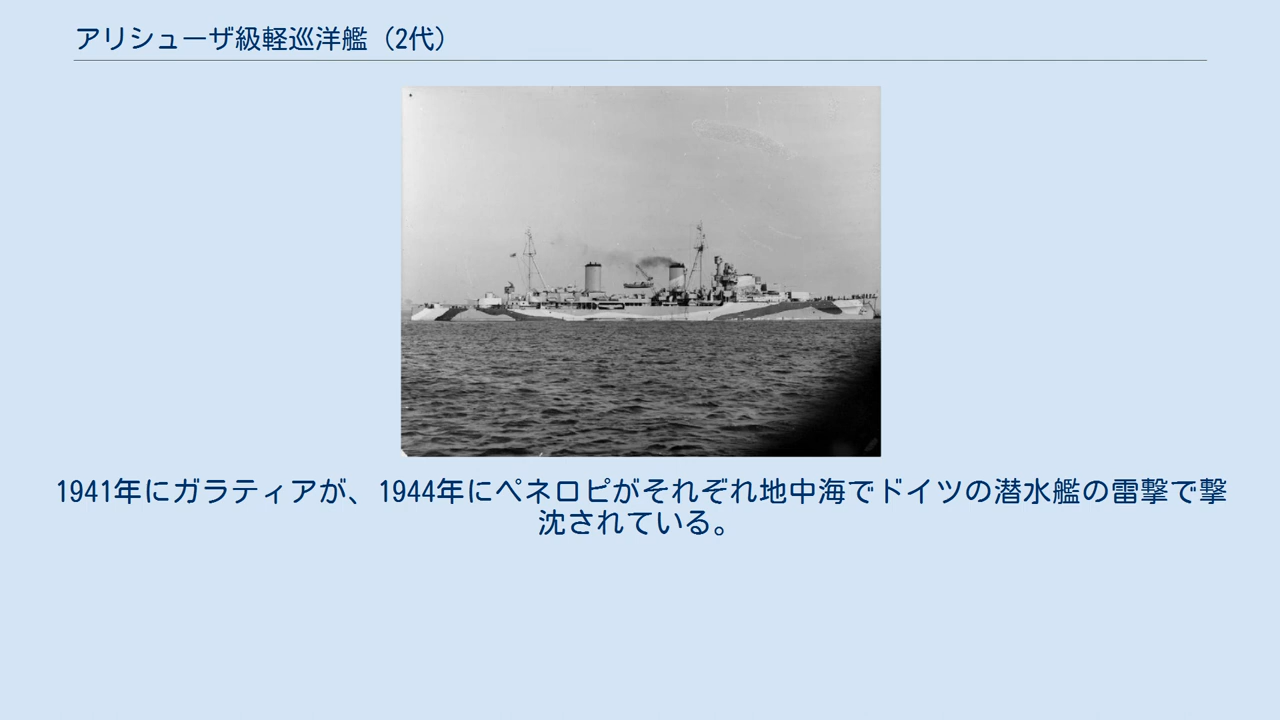 アリシューザ級軽巡洋艦（2代）
1941年にガラティアが、1944年にペネロピがそれぞれ地中海でドイツの潜水艦の雷撃で撃
沈されている。